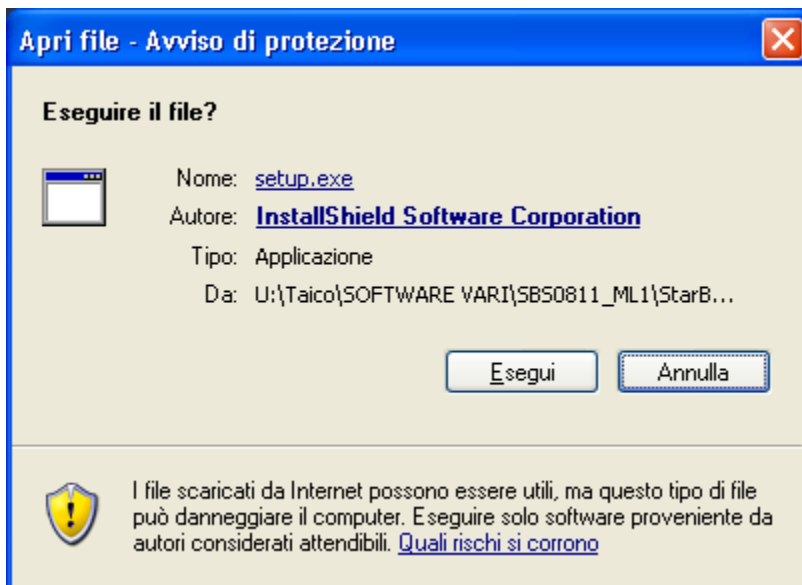 Apri file - Avviso di protezione
Eseguire il file?
Nome: setup.exe
Autore: InstallShield Software Corporation
Tipo: Applicazione
Da: U:\Taico\SOFTWARE VARI\SBS0811_ML1\StarB...
Esegui Annulla
I file scaricati da Internet possono essere utili, ma questo tipo di file
può danneggiare il computer. Eseguire solo software proveniente da
autori considerati attendibili. Quali rischi si corrono